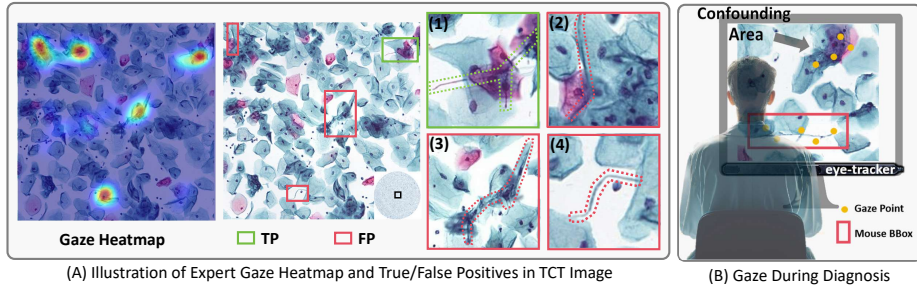 (1)
(2)
(3)
(4)
Gaze Heatmap
TP
FP
(A) Illustration of Expert Gaze Heatmap and True/False Positives in TCT Image
Confounding
Area
eye-tracker
Gaze Point
Mouse BBox
(B) Gaze During Diagnosis